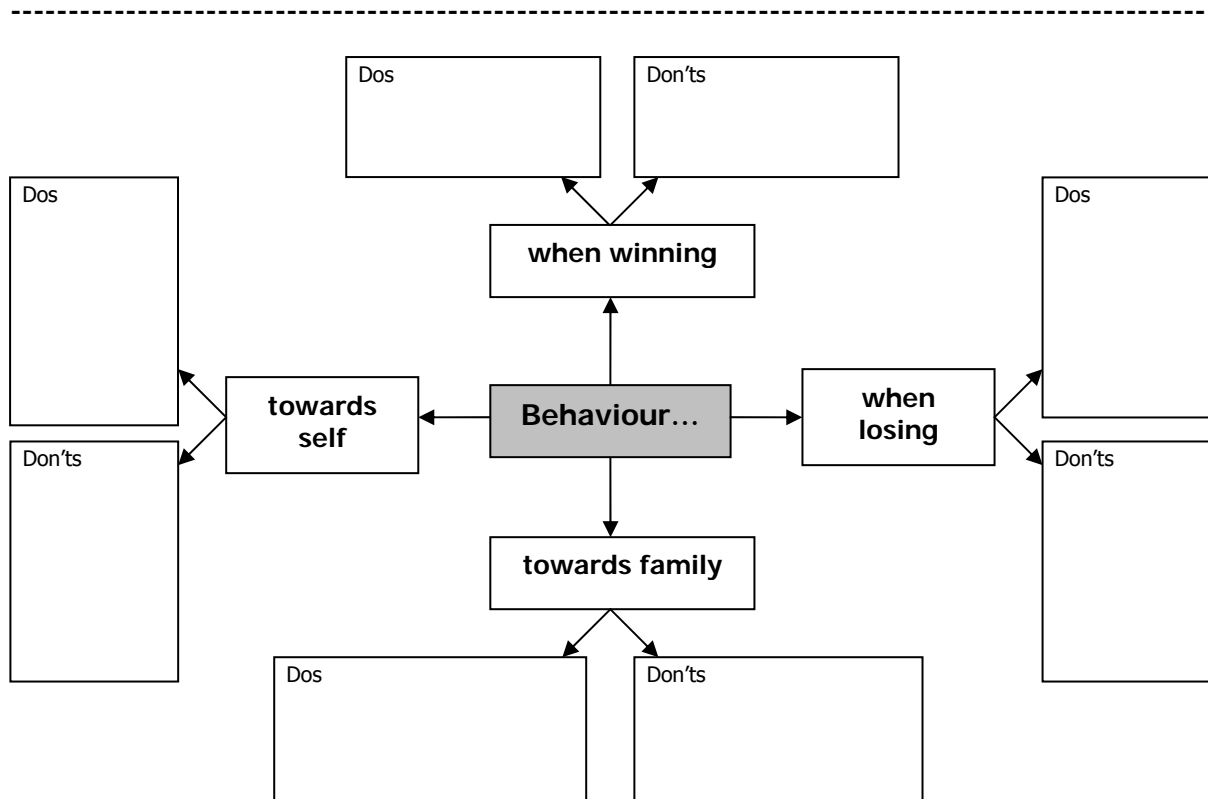 Dos
Don'ts
when winning
Dos
Don'ts
towards
self
Behaviour...
when
losing
Dos
Don'ts
towards family
Dos
Don'ts